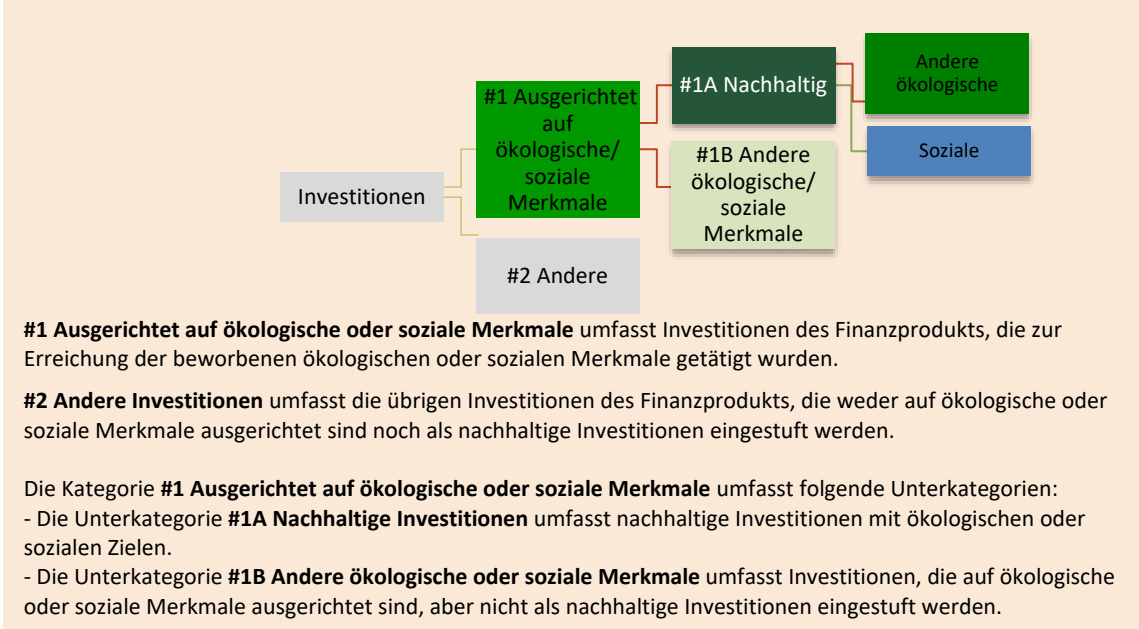 Investitionen
#1 Ausgerichtet
auf
ökologische/
soziale
Merkmale
#2 Andere
#1A Nachhaltig
#1B Andere
ökologische/
soziale
Merkmale
Andere
ökologische
Soziale
#1 Ausgerichtet auf ökologische oder soziale Merkmale umfasst Investitionen des Finanzprodukts, die zur
Erreichung der beworbenen ökologischen oder sozialen Merkmale getätigt wurden.
#2 Andere Investitionen umfasst die übrigen Investitionen des Finanzprodukts, die weder auf ökologische oder
soziale Merkmale ausgerichtet sind noch als nachhaltige Investitionen eingestuft werden.
Die Kategorie #1 Ausgerichtet auf ökologische oder soziale Merkmale umfasst folgende Unterkategorien:
- Die Unterkategorie #1A Nachhaltige Investitionen umfasst nachhaltige Investitionen mit ökologischen oder
sozialen Zielen.
- Die Unterkategorie #1B Andere ökologische oder soziale Merkmale umfasst Investitionen, die auf ökologische
oder soziale Merkmale ausgerichtet sind, aber nicht als nachhaltige Investitionen eingestuft werden.